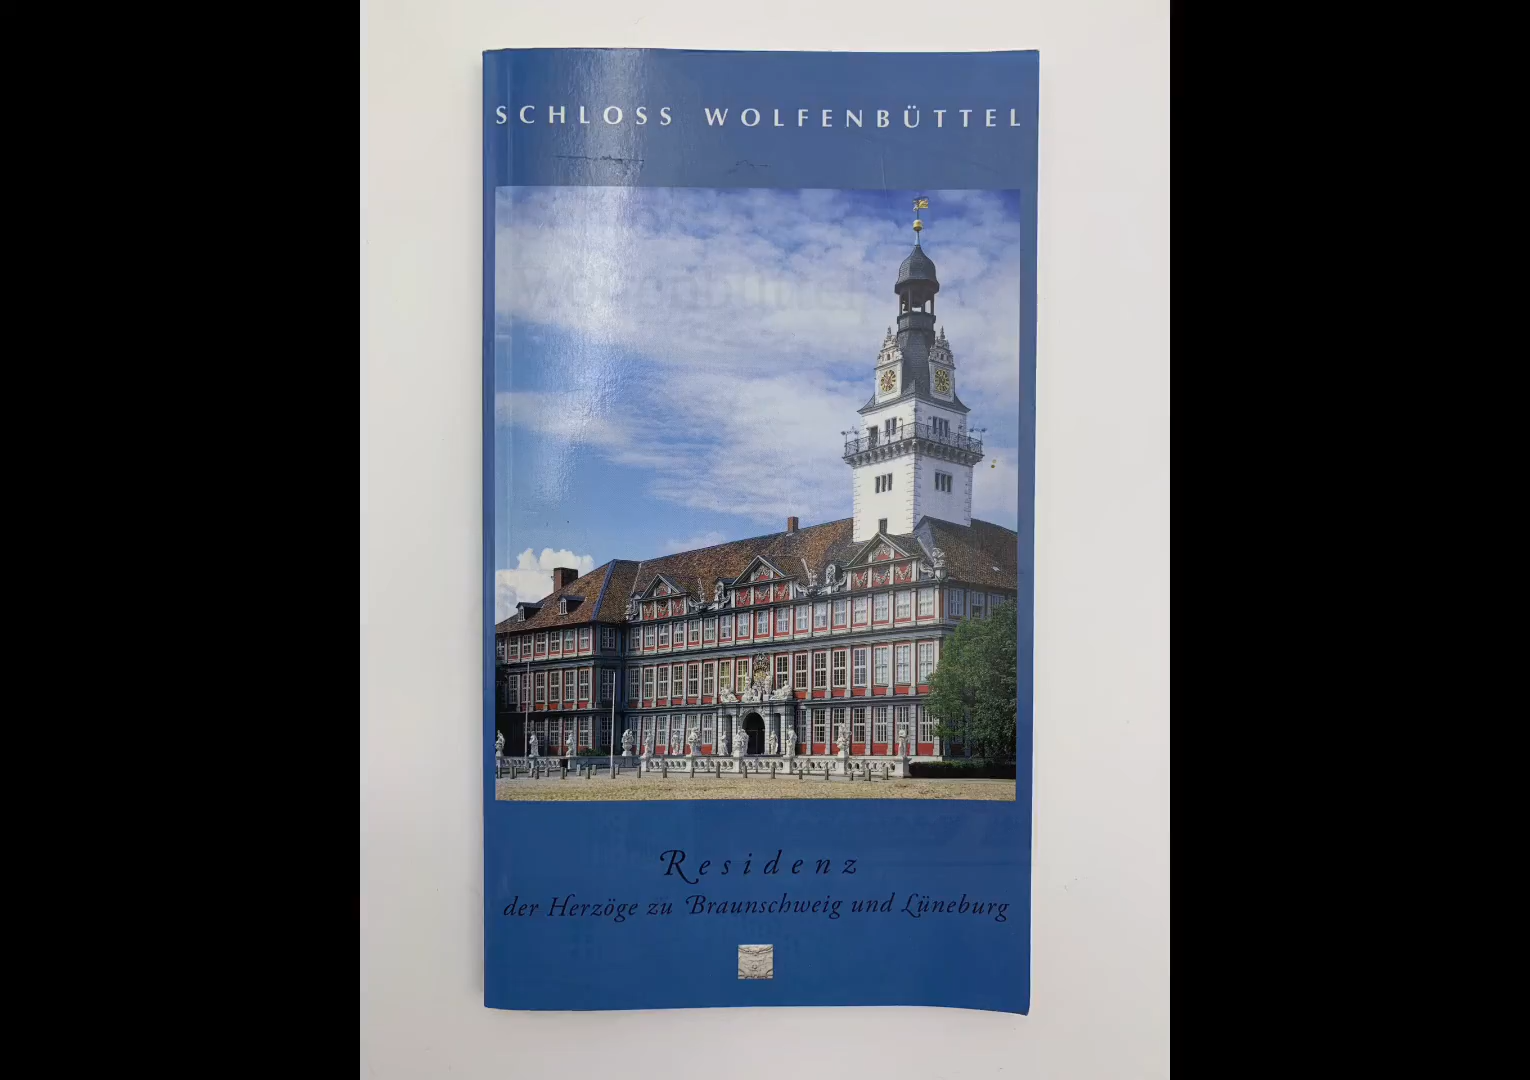 SCHLOSS WOLFENBÜTTEL
Residenz
der Herzöge zu Braunschweig und Lüneburg